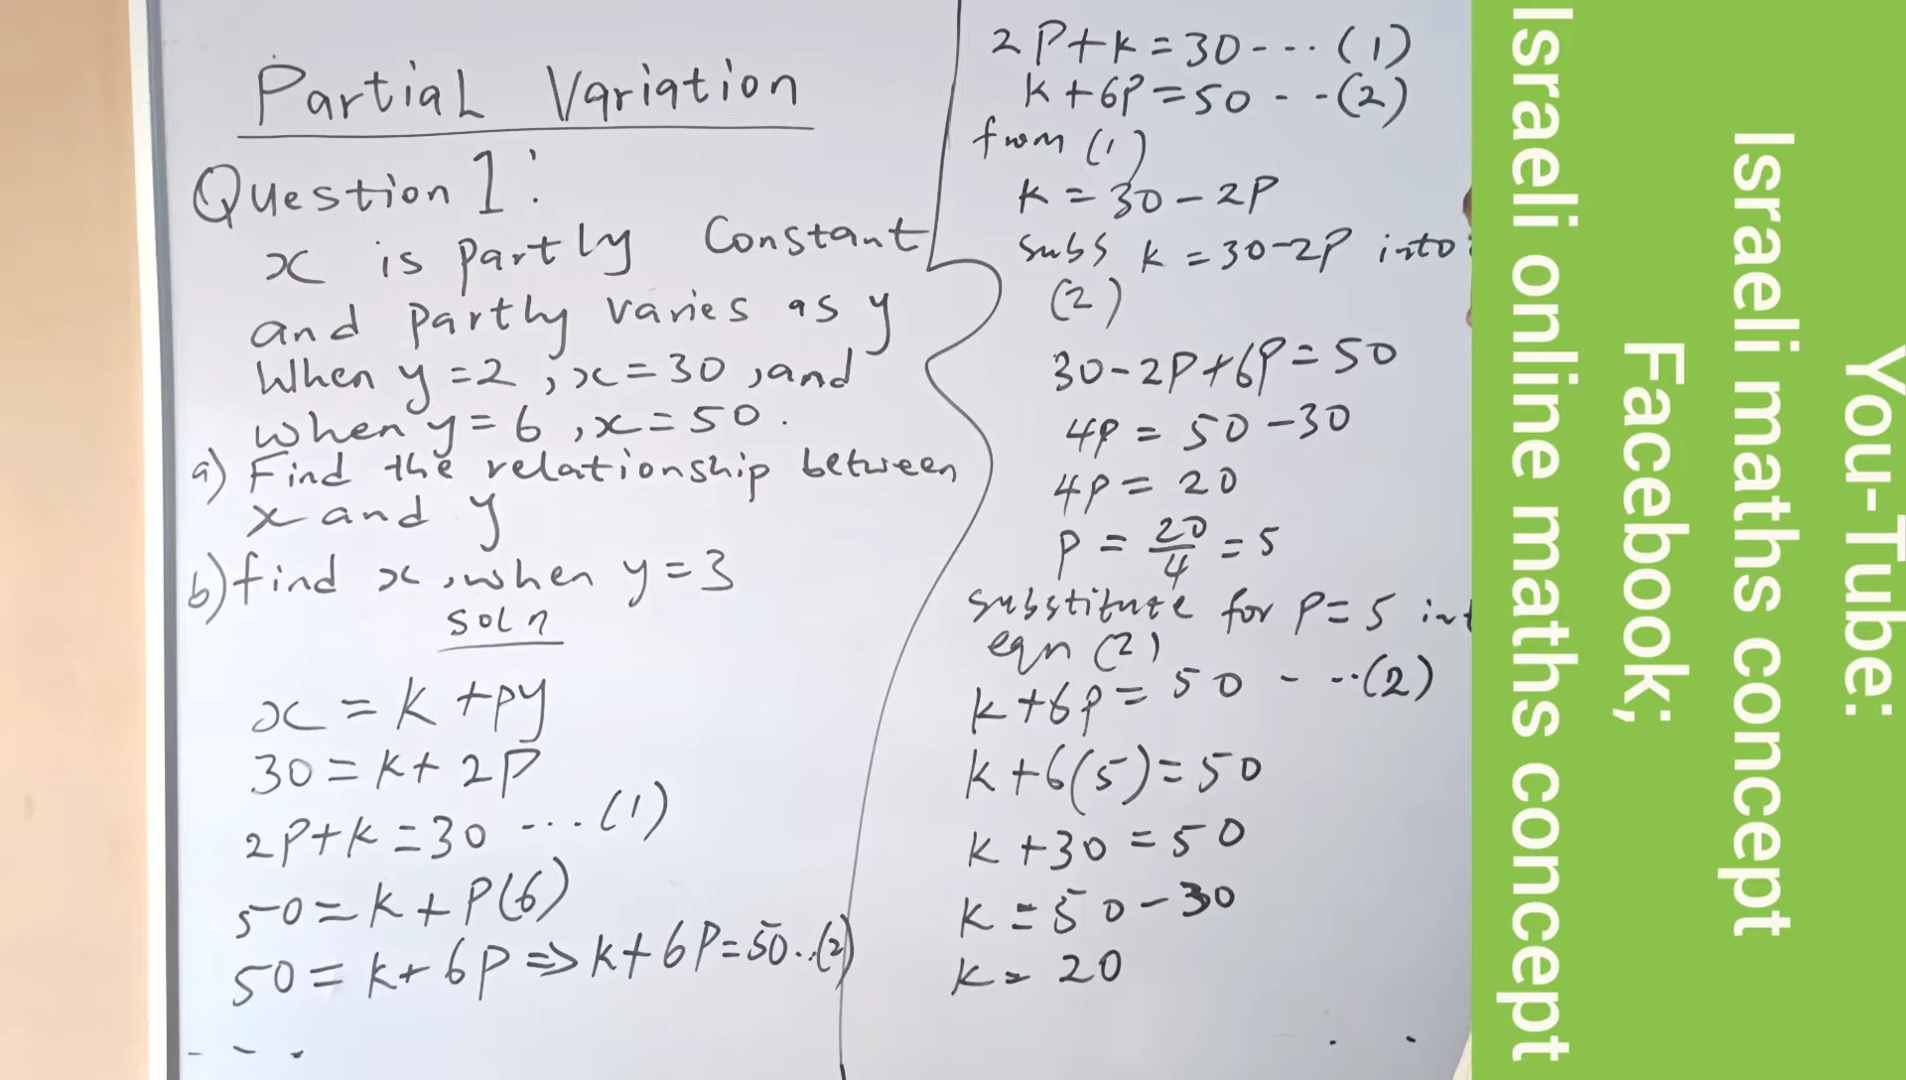 Partial Variation
Question 1:
x is partly Constant
and partly varies as y
When y=2, x=30, and
when y=6, x=50.
a) Find the relationship between
x and y
b) find x, when y=3
soln
x = k + py
30 = k + 2P
2P + k = 30 ---- (1)
50 = k + P(6)
50 = k + 6P ⇒ k + 6P = 50..(2)
2P + k = 30 --- (1)
k + 6P = 50 - -(2)
from (1)
k = 30 - 2P
subs k = 30-2P into
(2)
30 - 2P + 6P = 50
4P = 50 - 30
4P = 20
P = 20/4 = 5
substitute for P = 5 int
eqn (2)
k + 6P = 50 - --(2)
k + 6(5) = 50
k + 30 = 50
k = 50 - 30
k = 20
You-Tube:
Israeli maths concept
Facebook;
Israeli online maths concept